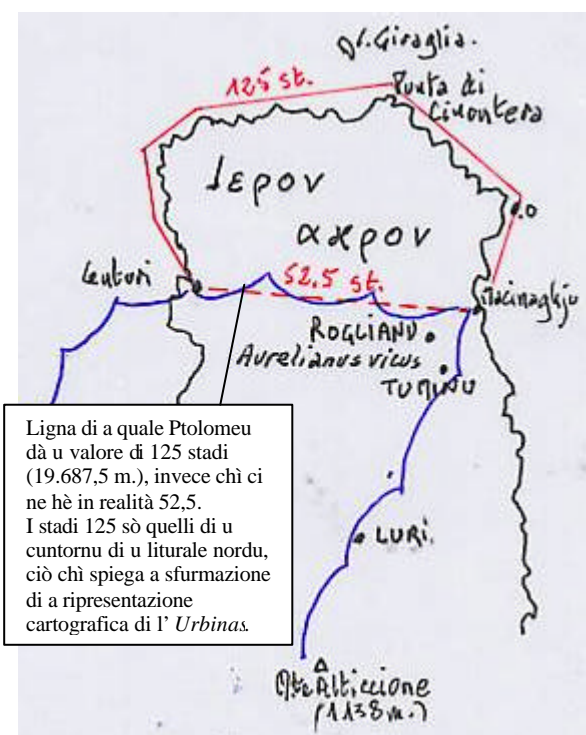 I. Giraglia.
125 st.
Punta di
Cimontera
Ιερον
ακρον
Centuri
52.5 st.
Macinaghju
ROGLIANU
Aurelianus vicus
TUMINU
Ligna di a quale Ptolomeu
dà u valore di 125 stadi
(19.687,5 m.), invece chì ci
ne hè in realità 52,5.
I stadi 125 sò quelli di u
cuntornu di u liturale nordu,
ciò chì spiega a sfurmazione
di a ripresentazione
cartografica di l’ Urbinas.
LURI.
Mte Alticcione
(1138 m.)